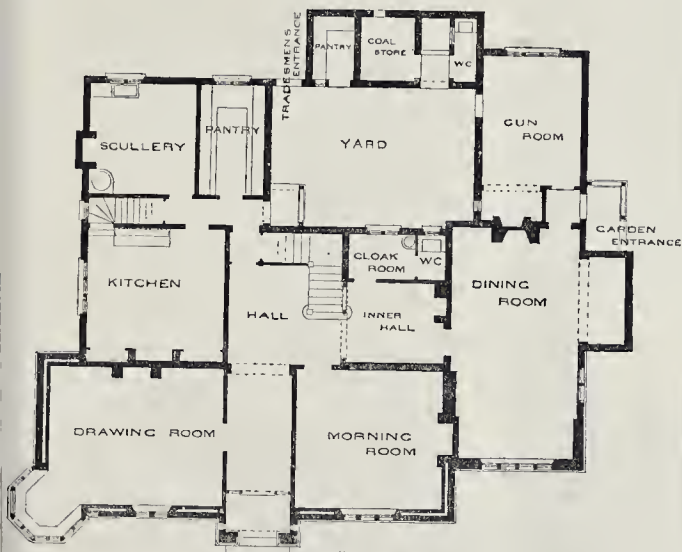 TRADESMENS
ENTRANCE
PANTRY
COAL
STORE
WC
SCULLERY
PANTRY
YARD
GUN
ROOM
GARDEN
ENTRANCE
CLOAK
ROOM
WC
KITCHEN
HALL
INNER
HALL
DINING
ROOM
DRAWING ROOM
MORNING
ROOM